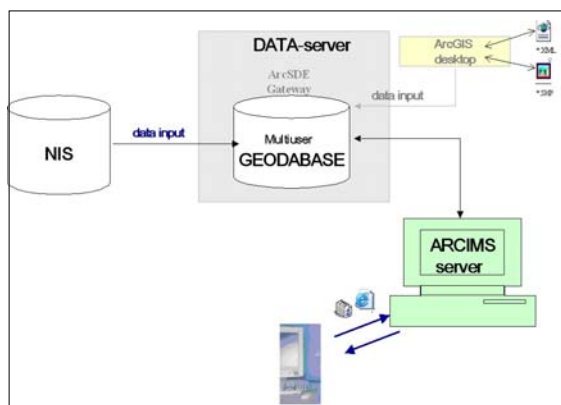 DATA-server
ArcGIS
desktop
*.XML
*.SHP
ArcSDE
Gateway
data input
data input
NIS
Multiuser
GEODABASE
ARCIMS
server